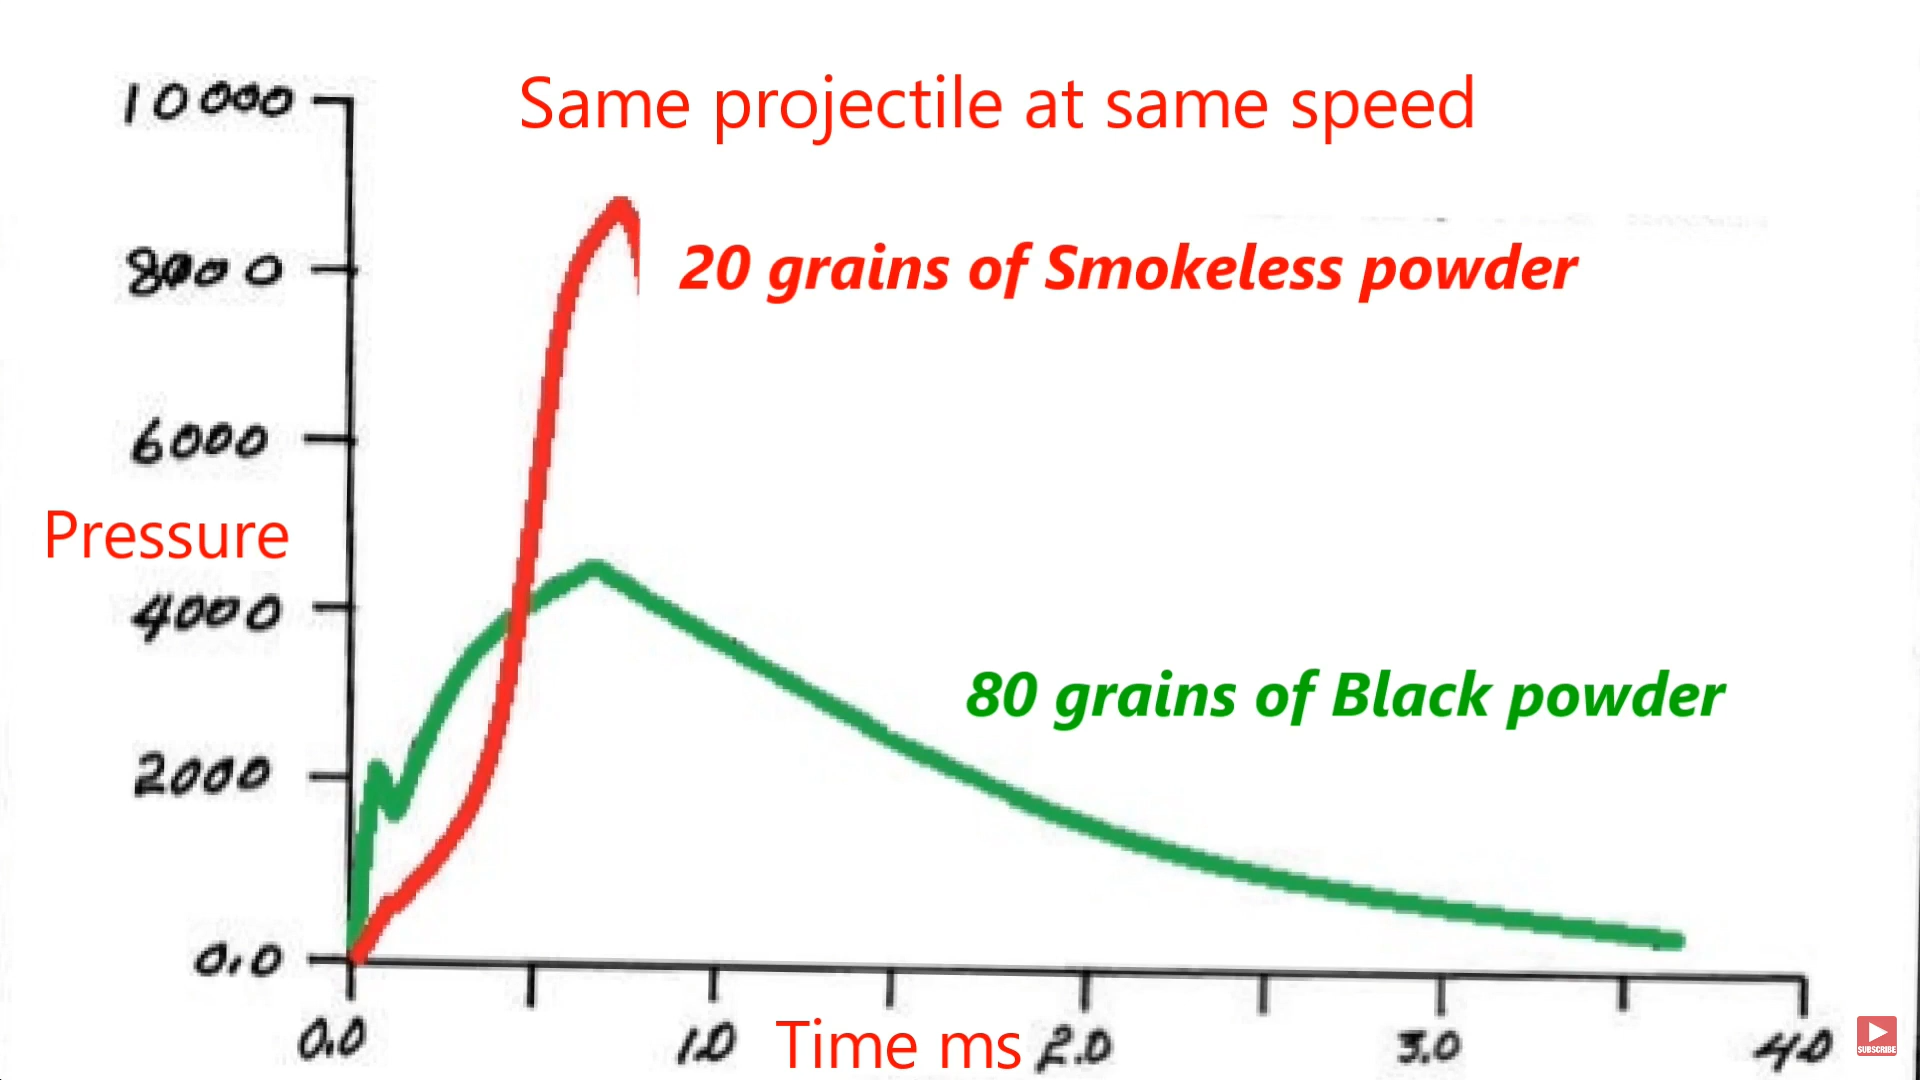 10000
Same projectile at same speed
8000
20 grains of Smokeless powder
6000
Pressure
4000
80 grains of Black powder
2000
0.0
0.0
1.0
Time ms
2.0
3.0
4.0
SUBSCRIBE